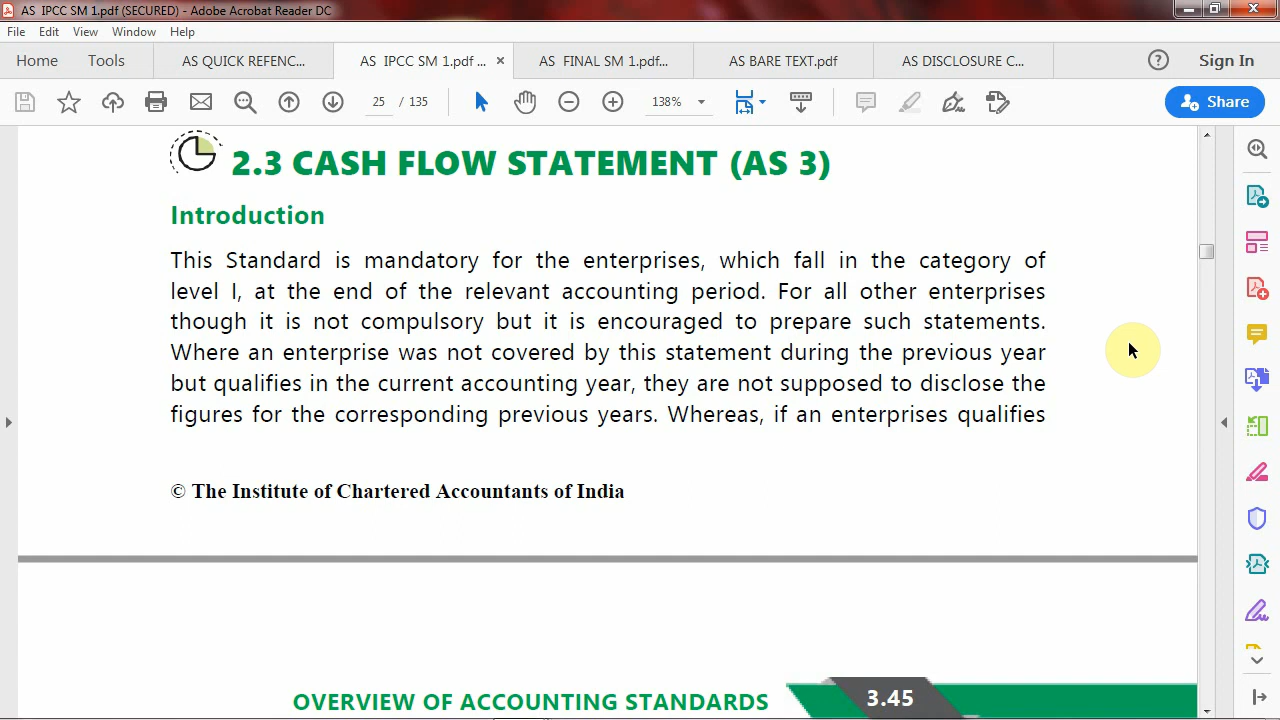 AS IPCC SM 1.pdf (SECURED) - Adobe Acrobat Reader DC
File Edit View Window Help
Home Tools AS QUICK REFENC... AS IPCC SM 1.pdf ... × AS FINAL SM 1.pdf... AS BARE TEXT.pdf AS DISCLOSURE C... Sign In
25 / 135 138% Share
2.3 CASH FLOW STATEMENT (AS 3)
Introduction
This Standard is mandatory for the enterprises, which fall in the category of
level I, at the end of the relevant accounting period. For all other enterprises
though it is not compulsory but it is encouraged to prepare such statements.
Where an enterprise was not covered by this statement during the previous year
but qualifies in the current accounting year, they are not supposed to disclose the
figures for the corresponding previous years. Whereas, if an enterprises qualifies
© The Institute of Chartered Accountants of India
OVERVIEW OF ACCOUNTING STANDARDS 3.45